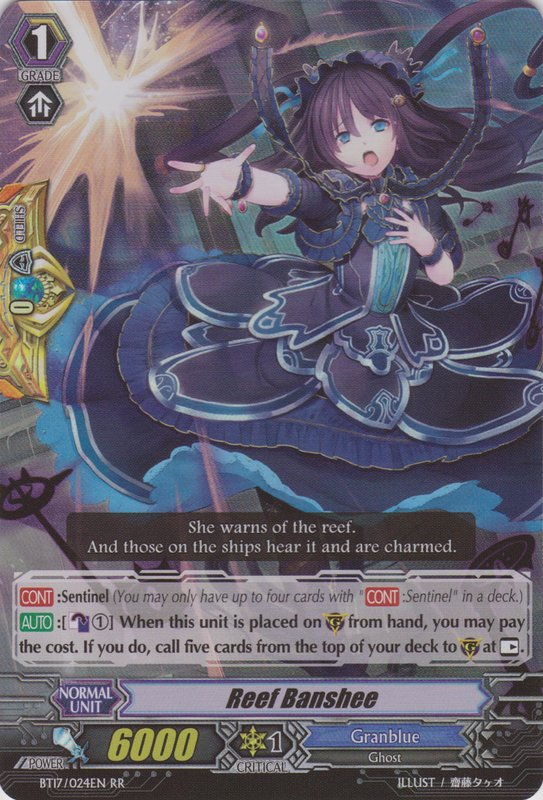 1
GRADE
SHIELD
0
She warns of the reef.
And those on the ships hear it and are charmed.
CONT :Sentinel (You may only have up to four cards with "CONT :Sentinel" in a deck.)
AUTO :[ ①] When this unit is placed on G from hand, you may pay
the cost. If you do, call five cards from the top of your deck to G at .
NORMAL
UNIT
Reef Banshee
POWER
6000
1
CRITICAL
Granblue
Ghost
BT17/024EN RR
ILLUST / 齋藤タケオ